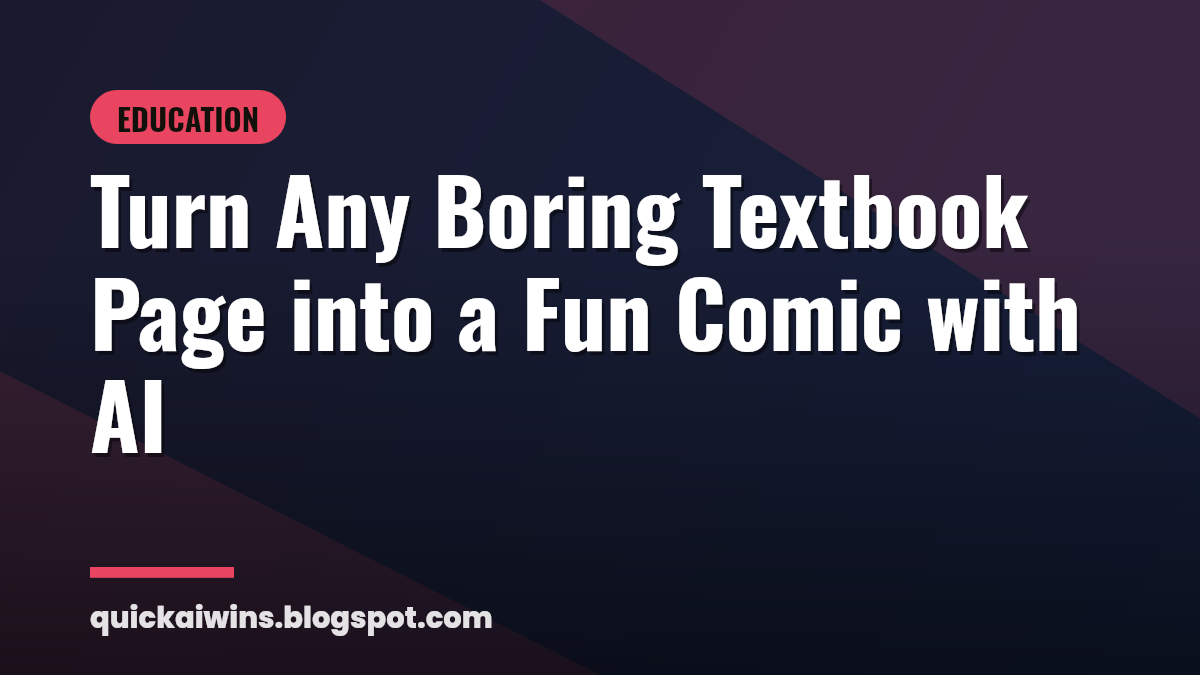 EDUCATION
Turn Any Boring Textbook
Page into a Fun Comic with
AI
quickaiwins.blogspot.com